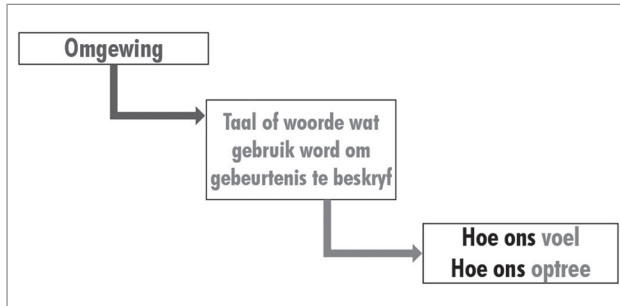 Omgewing
Taal of woorde wat
gebruik word om
gebeurtenis te beskryf
Hoe ons voel
Hoe ons optree